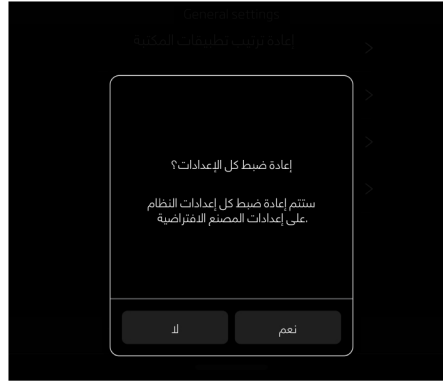 General settings
إعادة ترتيب تطبيقات المكتبة
إعادة ضبط كل الإعدادات؟
ستتم إعادة ضبط كل إعدادات النظام
على إعدادات المصنع الافتراضية.
نعم
لا